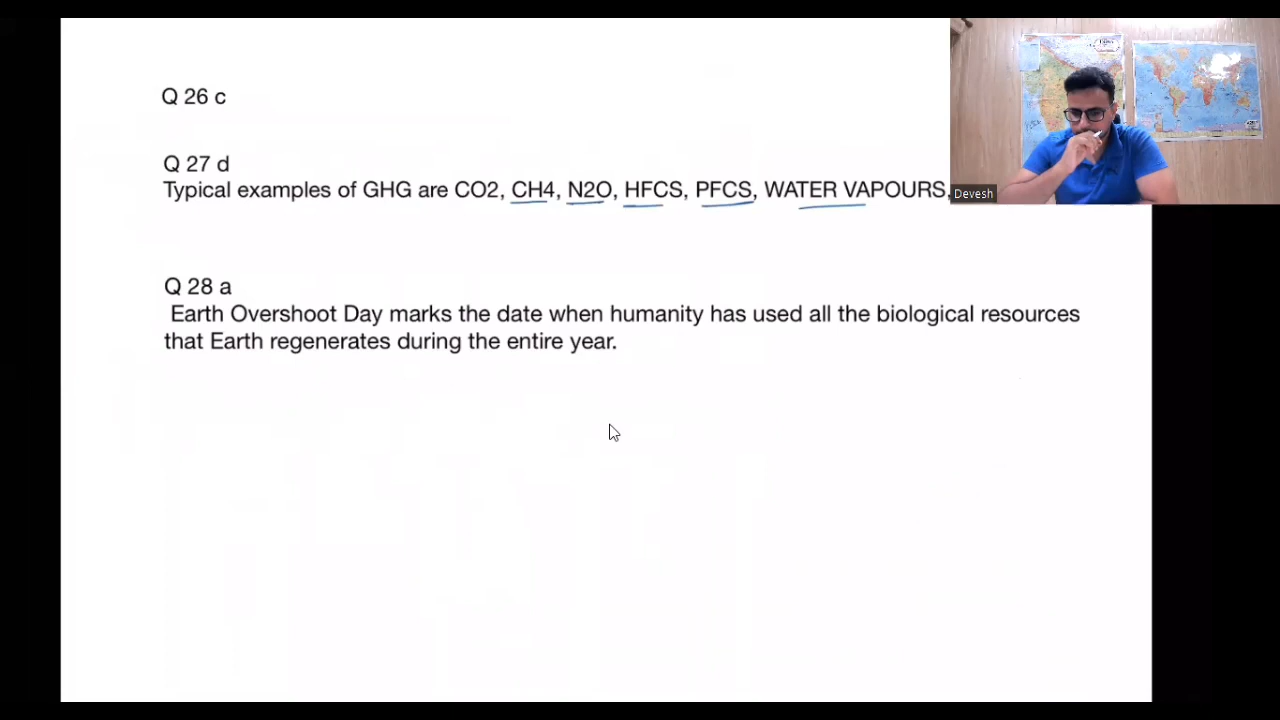 Q 26 c
Q 27 d
Typical examples of GHG are CO2, CH4, N2O, HFCS, PFCS, WATER VAPOURS,
Devesh
Q 28 a
Earth Overshoot Day marks the date when humanity has used all the biological resources
that Earth regenerates during the entire year.